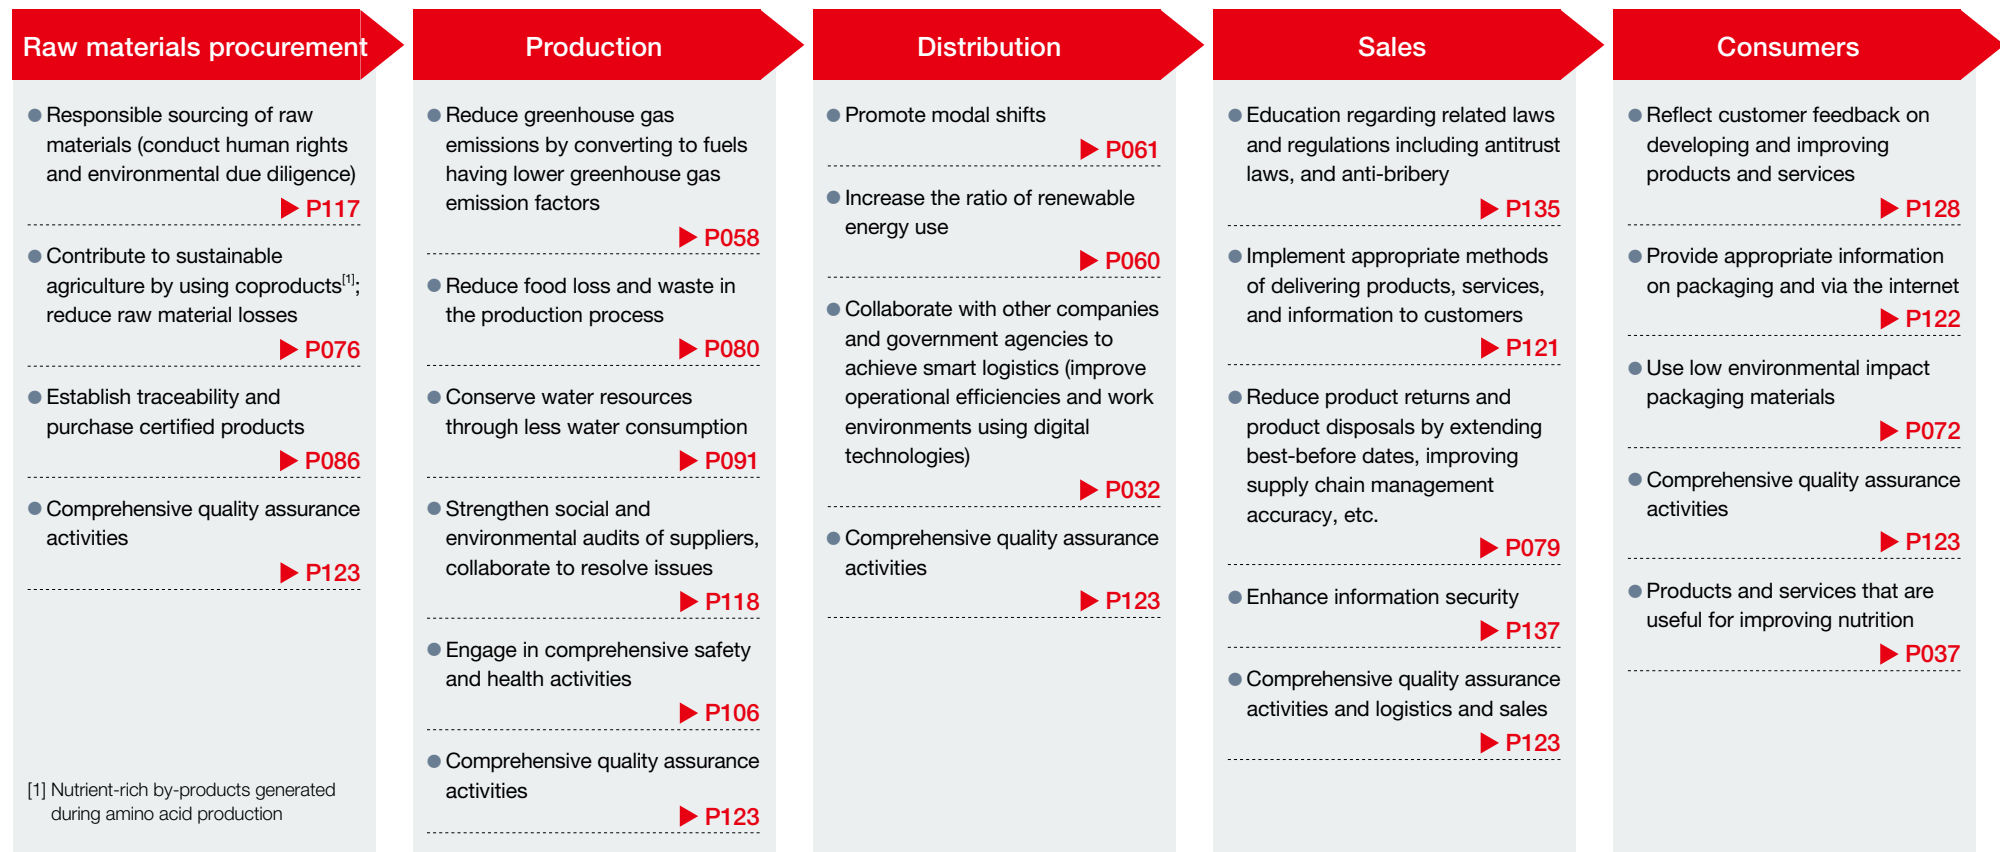 Raw materials procurement
● Responsible sourcing of raw
materials (conduct human rights
and environmental due diligence)
▶ P117
● Contribute to sustainable
agriculture by using coproducts[1];
reduce raw material losses
▶ P076
● Establish traceability and
purchase certified products
▶ P086
● Comprehensive quality assurance
activities
▶ P123
[1] Nutrient-rich by-products generated
during amino acid production
Production
● Reduce greenhouse gas
emissions by converting to fuels
having lower greenhouse gas
emission factors
▶ P058
● Reduce food loss and waste in
the production process
▶ P080
● Conserve water resources
through less water consumption
▶ P091
● Strengthen social and
environmental audits of suppliers,
collaborate to resolve issues
▶ P118
● Engage in comprehensive safety
and health activities
▶ P106
● Comprehensive quality assurance
activities
▶ P123
Distribution
● Promote modal shifts
▶ P061
● Increase the ratio of renewable
energy use
▶ P060
● Collaborate with other companies
and government agencies to
achieve smart logistics (improve
operational efficiencies and work
environments using digital
technologies)
▶ P032
● Comprehensive quality assurance
activities
▶ P123
Sales
● Education regarding related laws
and regulations including antitrust
laws, and anti-bribery
▶ P135
● Implement appropriate methods
of delivering products, services,
and information to customers
▶ P121
● Reduce product returns and
product disposals by extending
best-before dates, improving
supply chain management
accuracy, etc.
▶ P079
● Enhance information security
▶ P137
● Comprehensive quality assurance
activities and logistics and sales
▶ P123
Consumers
● Reflect customer feedback on
developing and improving
products and services
▶ P128
● Provide appropriate information
on packaging and via the internet
▶ P122
● Use low environmental impact
packaging materials
▶ P072
● Comprehensive quality assurance
activities
▶ P123
● Products and services that are
useful for improving nutrition
▶ P037